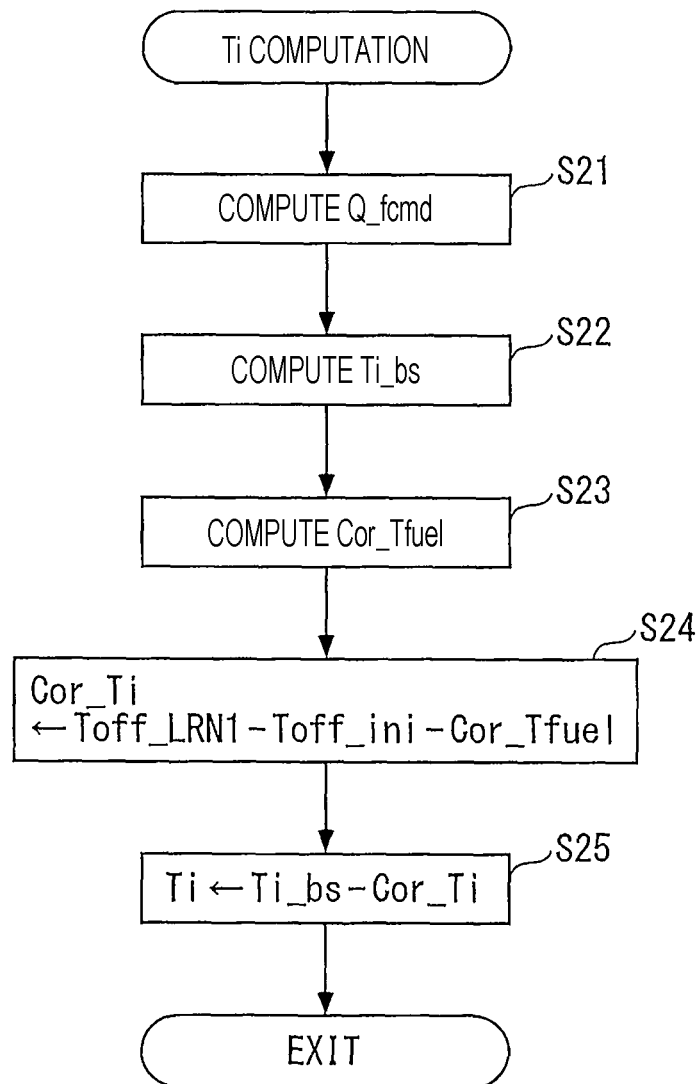 Ti COMPUTATION
S21
COMPUTE Q_fcmd
S22
COMPUTE Ti_bs
S23
COMPUTE Cor_Tfuel
S24
Cor_Ti
←Toff_LRN1-Toff_ini-Cor_Tfuel
S25
Ti←Ti_bs-Cor_Ti
EXIT